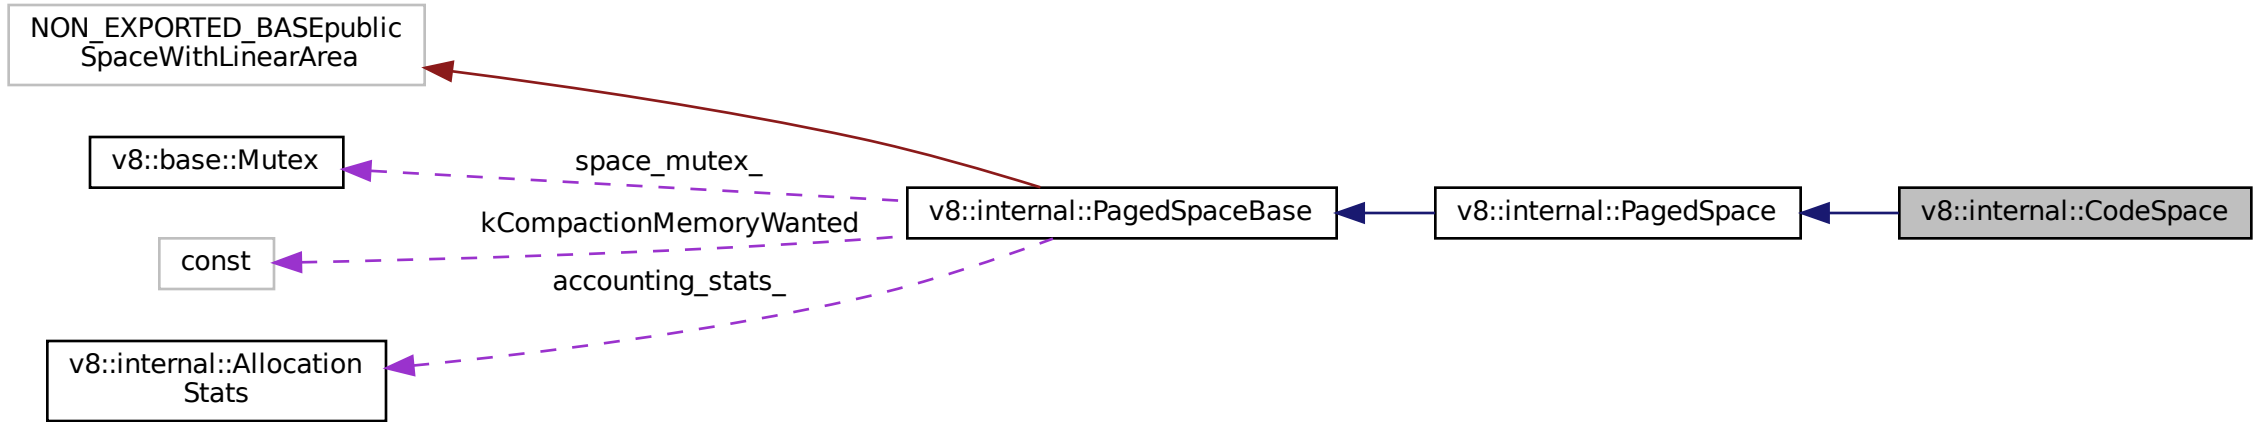 NON_EXPORTED_BASEpublic
SpaceWithLinearArea
v8::base::Mutex
space_mutex_
kCompactionMemoryWanted
const
accounting_stats_
v8::internal::Allocation
Stats
v8::internal::PagedSpaceBase
v8::internal::PagedSpace
v8::internal::CodeSpace